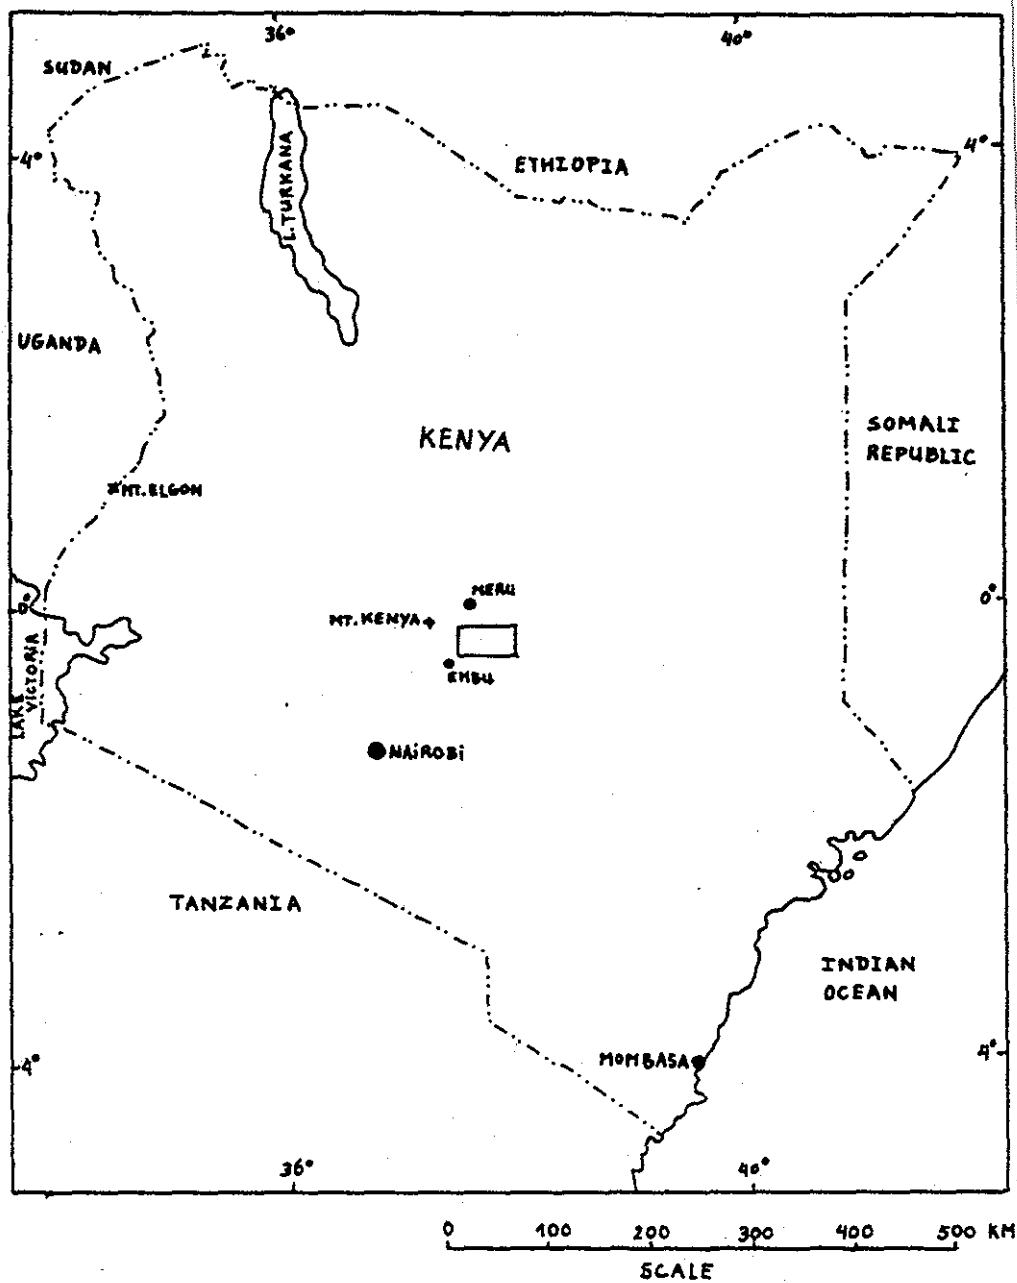 36°
40°
SUDAN
4°
4°
ETHIOPIA
L.TURKANA
UGANDA
KENYA
SOMALI
REPUBLIC
MT.ELGON
MERU
0°
0°
MT.KENYA
EMBU
LAKE
VICTORIA
NAiROBi
TANZANIA
INDIAN
OCEAN
MOMBASA
4°
4°
36°
40°
0 100 200 300 400 500 KM
SCALE